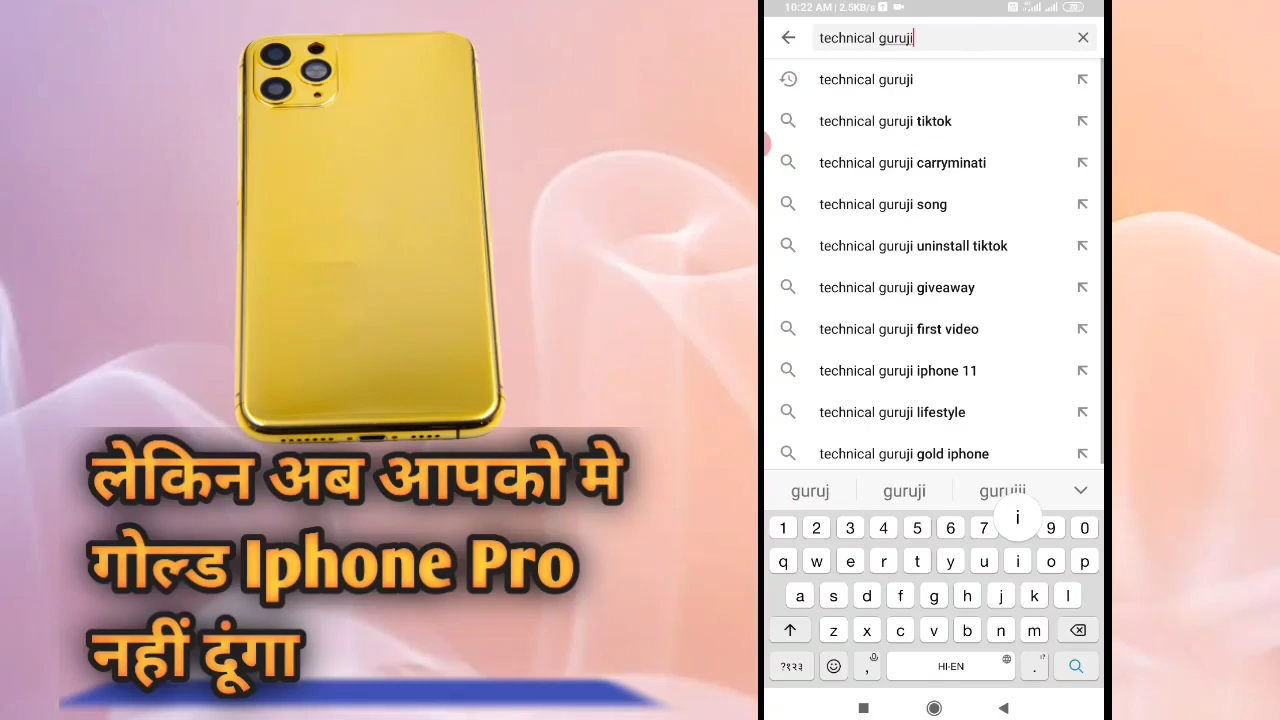 लेकिन अब आपको मे
गोल्ड Iphone Pro
नहीं दूंगा
10:22 AM | 2.5KB/s
technical guruji
technical guruji
technical guruji tiktok
technical guruji carryminati
technical guruji song
technical guruji uninstall tiktok
technical guruji giveaway
technical guruji first video
technical guruji iphone 11
technical guruji lifestyle
technical guruji gold iphone
guruj guruji guruiji
1 2 3 4 5 6 7 i 9 0
q w e r t y u i o p
a s d f g h j k l
z x c v b n m
?१२३ , HI-EN .